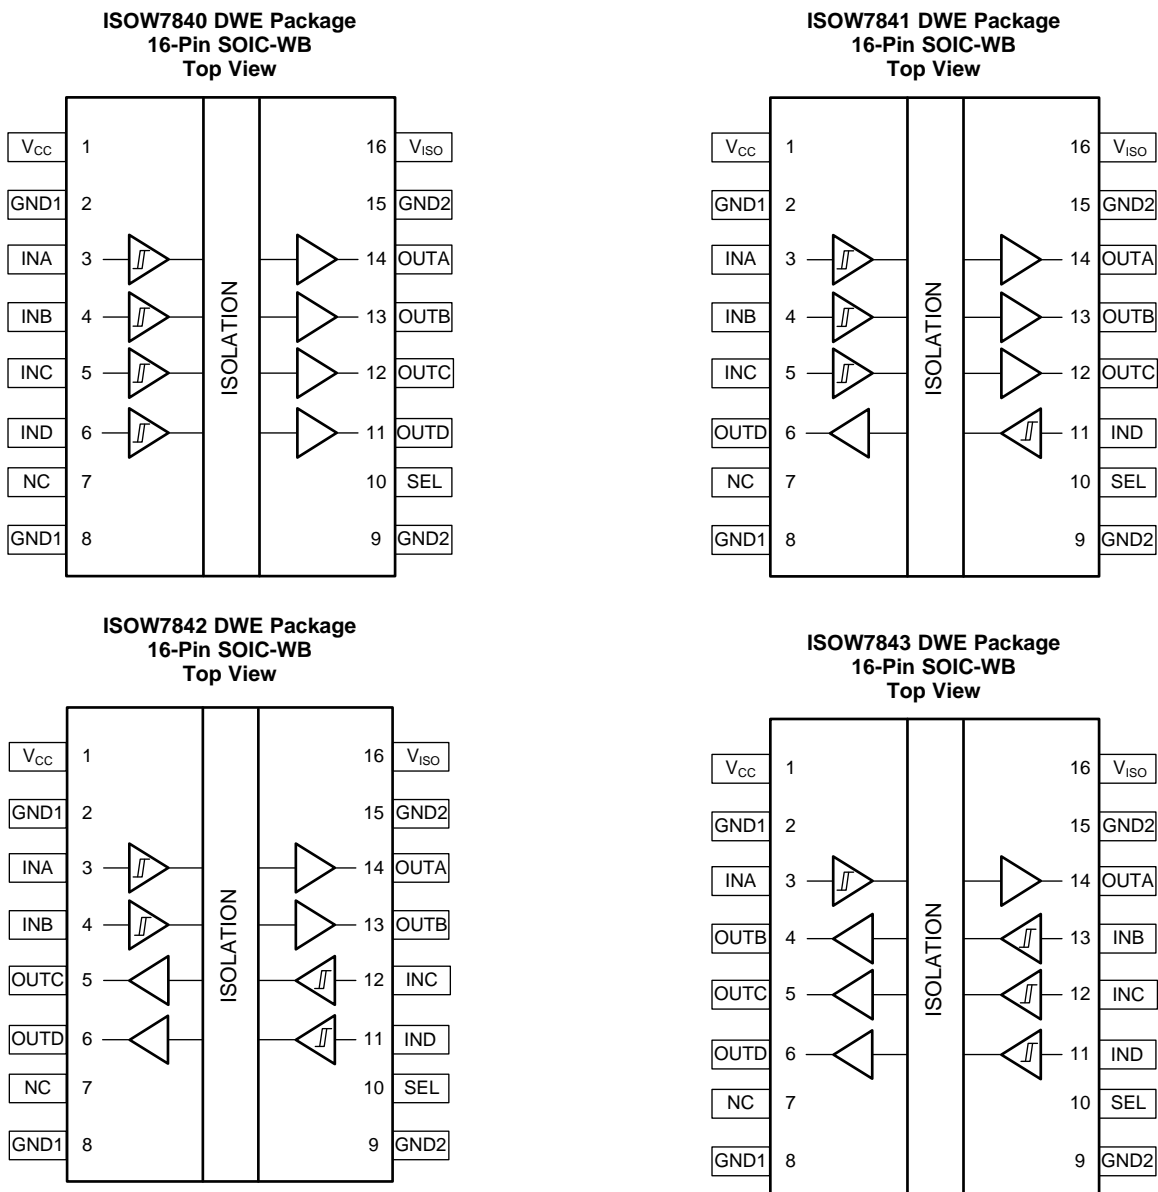 ISOW7840 DWE Package
16-Pin SOIC-WB
Top View
VCC 1 16 VISO
GND1 2 15 GND2
INA 3 14 OUTA
INB 4 13 OUTB
INC 5 12 OUTC
IND 6 11 OUTD
NC 7 10 SEL
GND1 8 9 GND2
ISOLATION
ISOW7841 DWE Package
16-Pin SOIC-WB
Top View
VCC 1 16 VISO
GND1 2 15 GND2
INA 3 14 OUTA
INB 4 13 OUTB
INC 5 12 OUTC
OUTD 6 11 IND
NC 7 10 SEL
GND1 8 9 GND2
ISOLATION
ISOW7842 DWE Package
16-Pin SOIC-WB
Top View
VCC 1 16 VISO
GND1 2 15 GND2
INA 3 14 OUTA
INB 4 13 OUTB
OUTC 5 12 INC
OUTD 6 11 IND
NC 7 10 SEL
GND1 8 9 GND2
ISOLATION
ISOW7843 DWE Package
16-Pin SOIC-WB
Top View
VCC 1 16 VISO
GND1 2 15 GND2
INA 3 14 OUTA
OUTB 4 13 INB
OUTC 5 12 INC
OUTD 6 11 IND
NC 7 10 SEL
GND1 8 9 GND2
ISOLATION